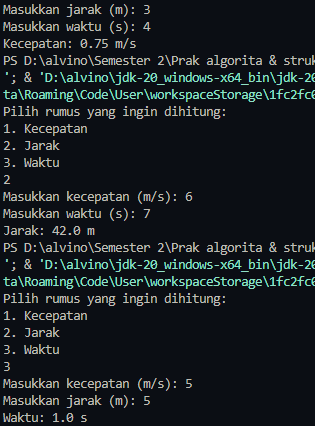 Masukkan jarak (m): 3
Masukkan waktu (s): 4
Kecepatan: 0.75 m/s
PS D:\alvino\Semester 2\Prak algorita & struk
'; & 'D:\alvino\jdk-20_windows-x64_bin\jdk-20
ta\Roaming\Code\User\workspaceStorage\1fc2fc0
Pilih rumus yang ingin dihitung:
1. Kecepatan
2. Jarak
3. Waktu
2
Masukkan kecepatan (m/s): 6
Masukkan waktu (s): 7
Jarak: 42.0 m
PS D:\alvino\Semester 2\Prak algorita & struk
'; & 'D:\alvino\jdk-20_windows-x64_bin\jdk-20
ta\Roaming\Code\User\workspaceStorage\1fc2fc0
Pilih rumus yang ingin dihitung:
1. Kecepatan
2. Jarak
3. Waktu
3
Masukkan kecepatan (m/s): 5
Masukkan jarak (m): 5
Waktu: 1.0 s